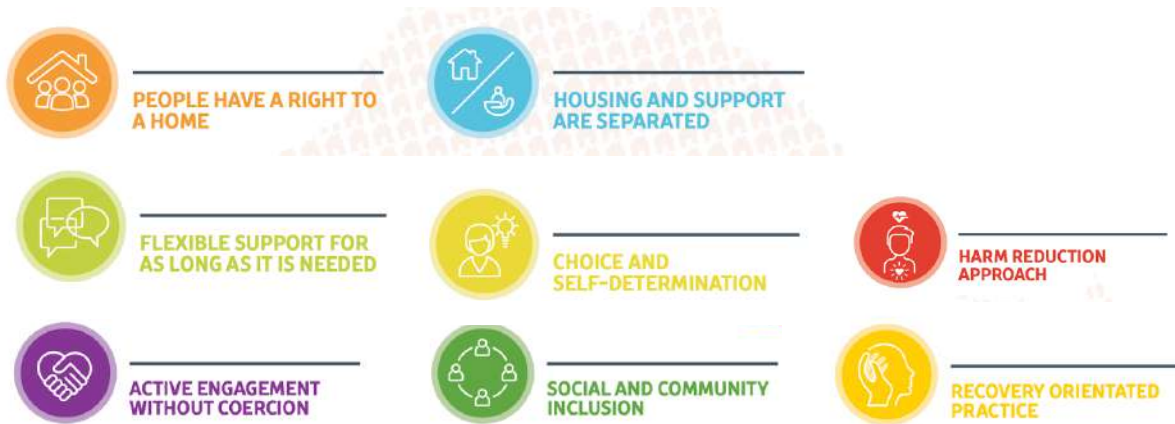 PEOPLE HAVE A RIGHT TO
A HOME
HOUSING AND SUPPORT
ARE SEPARATED
FLEXIBLE SUPPORT FOR
AS LONG AS IT IS NEEDED
CHOICE AND
SELF-DETERMINATION
HARM REDUCTION
APPROACH
ACTIVE ENGAGEMENT
WITHOUT COERCION
SOCIAL AND COMMUNITY
INCLUSION
RECOVERY ORIENTATED
PRACTICE